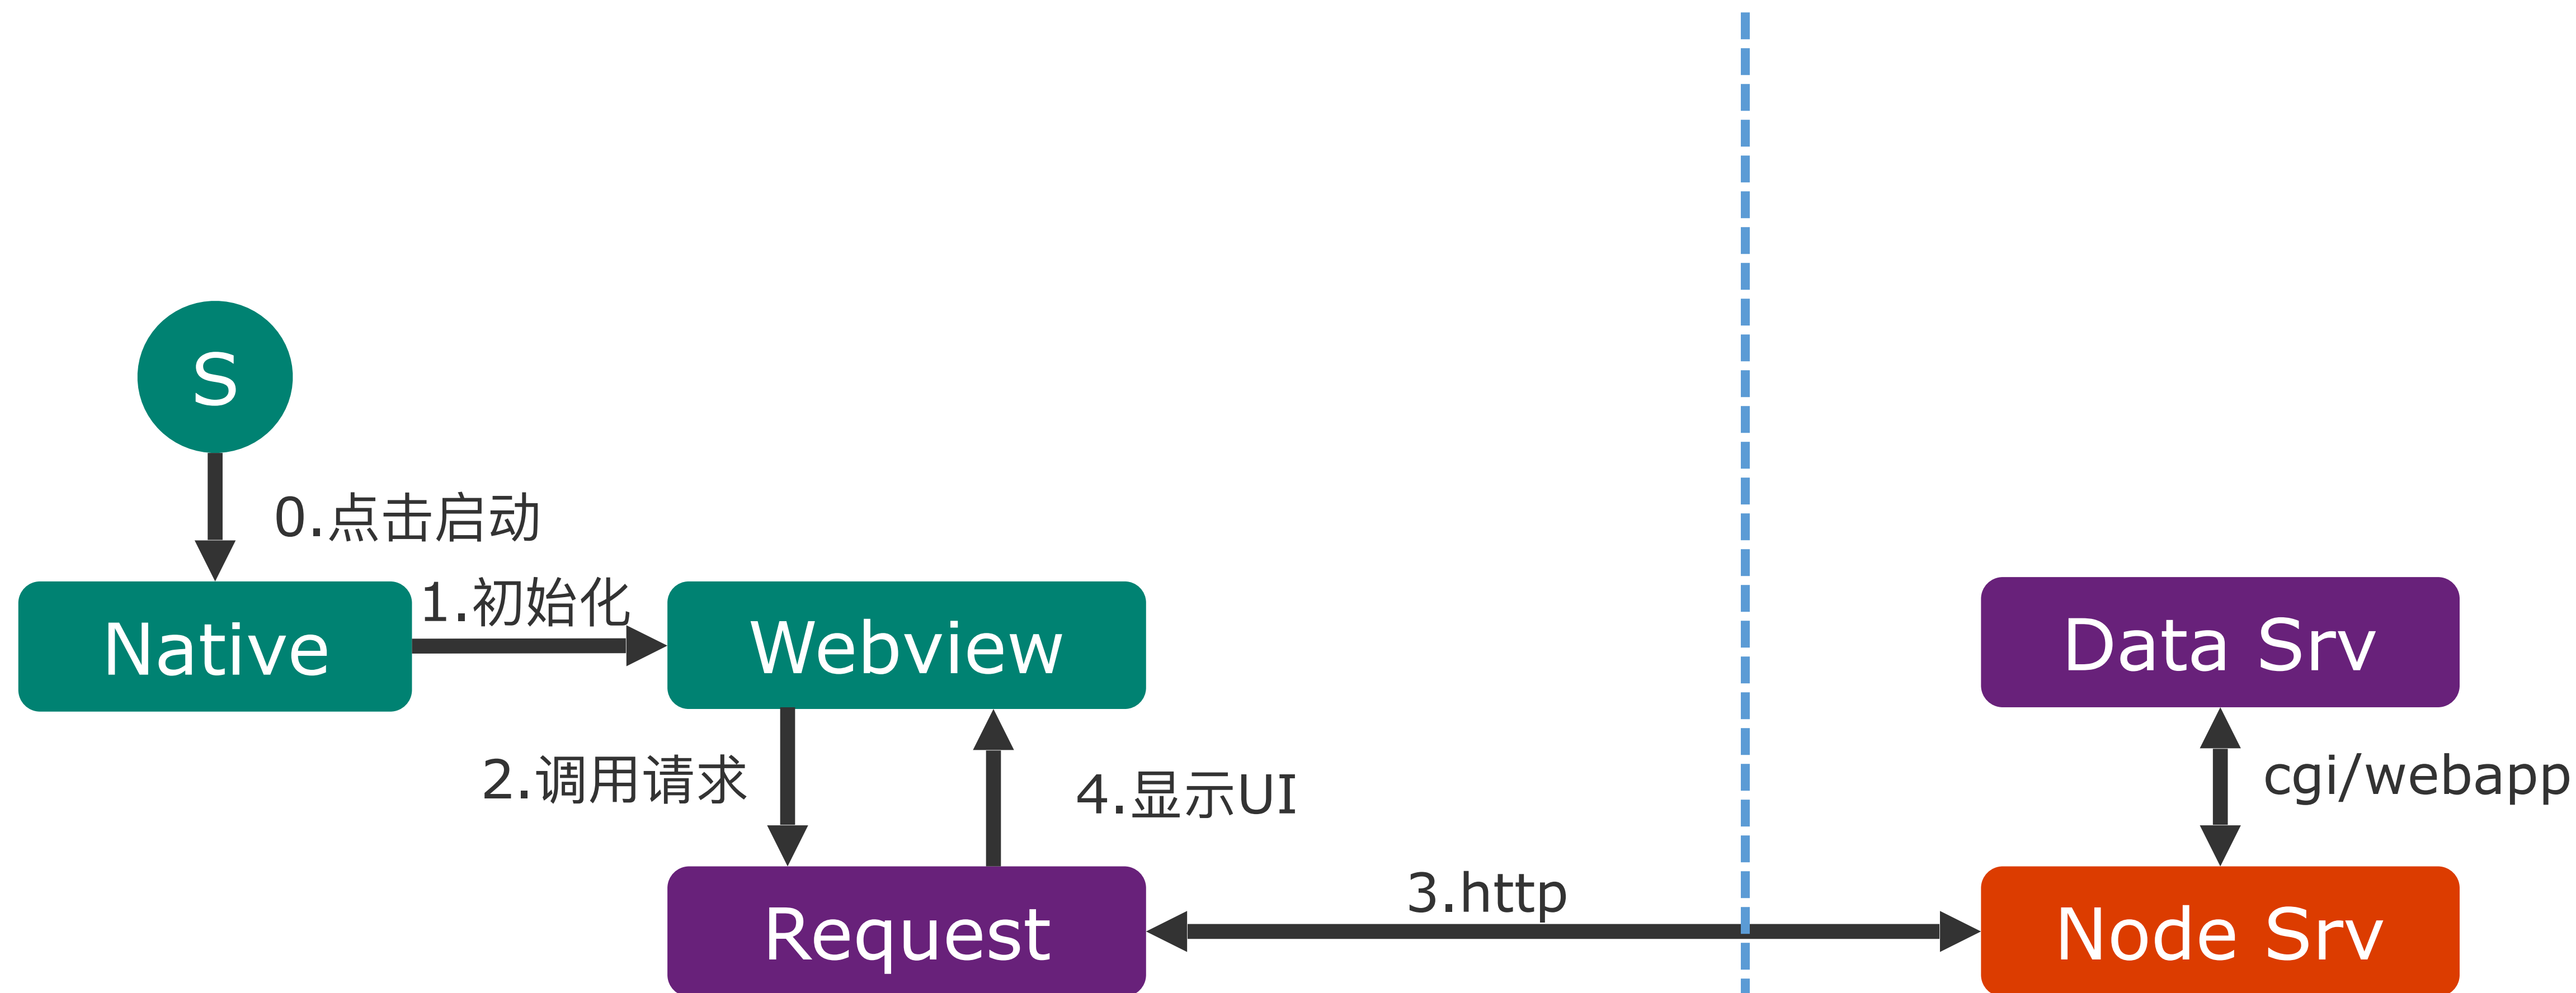 S
0.点击启动
1.初始化
Native
Webview
Data Srv
2.调用请求
4.显示UI
cgi/webapp
3.http
Request
Node Srv